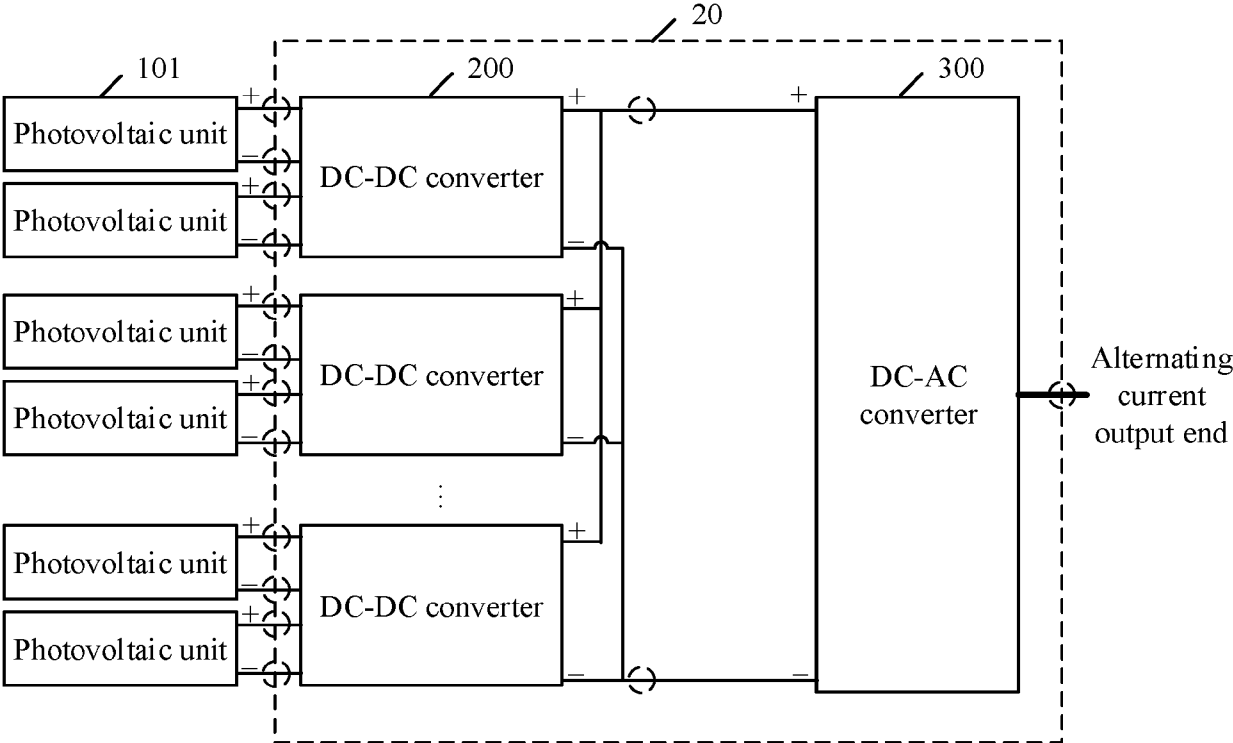 20
101
200
300
+
+
+
Photovoltaic unit
−
DC-DC converter
+
Photovoltaic unit
−
−
+
+
Photovoltaic unit
−
DC-DC converter
+
Photovoltaic unit
−
−
DC-AC
converter
Alternating
current
output end
⋮
+
+
Photovoltaic unit
−
DC-DC converter
+
Photovoltaic unit
−
−
−